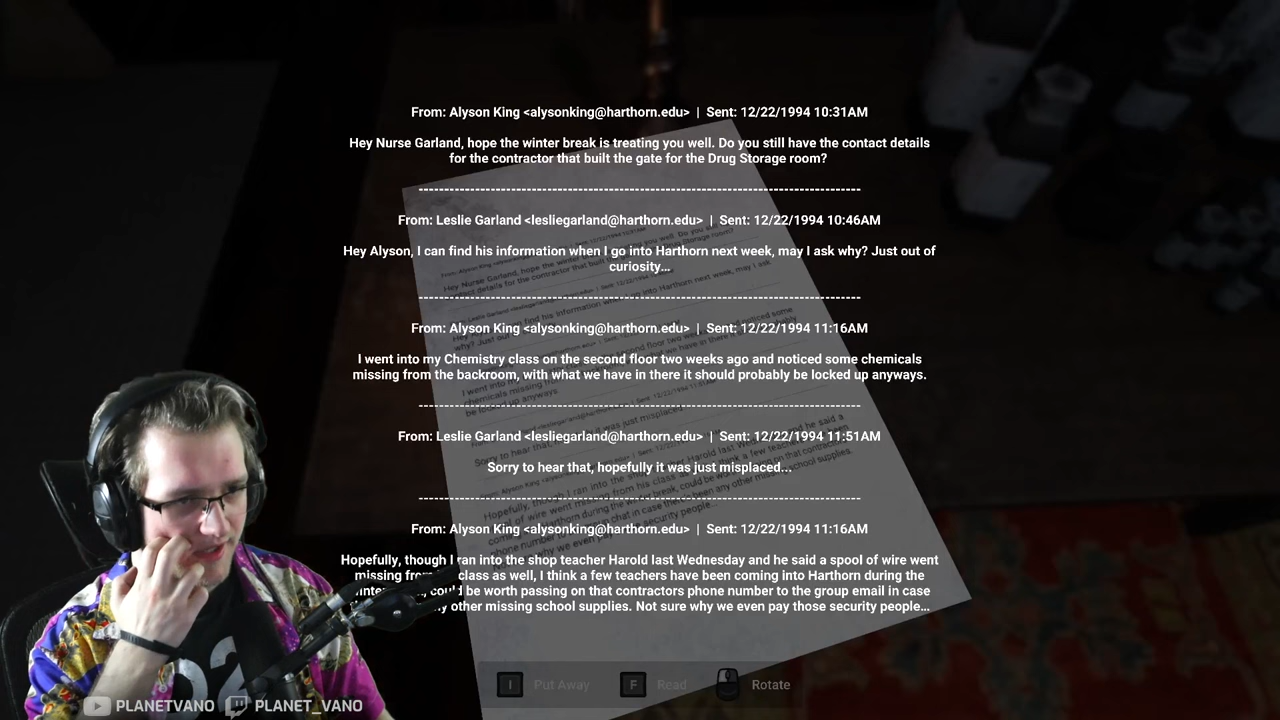 From: Alyson King <alysonking@harthorn.edu> | Sent: 12/22/1994 10:31AM
Hey Nurse Garland, hope the winter break is treating you well. Do you still have the contact details
for the contractor that built the gate for the Drug Storage room?
--------------------------------------------------------------------------------
From: Leslie Garland <lesliegarland@harthorn.edu> | Sent: 12/22/1994 10:46AM
Hey Alyson, I can find his information when I go into Harthorn next week, may I ask why? Just out of
curiosity...
--------------------------------------------------------------------------------
From: Alyson King <alysonking@harthorn.edu> | Sent: 12/22/1994 11:16AM
I went into my Chemistry class on the second floor two weeks ago and noticed some chemicals
missing from the backroom, with what we have in there it should probably be locked up anyways.
--------------------------------------------------------------------------------
From: Leslie Garland <lesliegarland@harthorn.edu> | Sent: 12/22/1994 11:51AM
Sorry to hear that, hopefully it was just misplaced...
--------------------------------------------------------------------------------
From: Alyson King <alysonking@harthorn.edu> | Sent: 12/22/1994 11:16AM
Hopefully, though I ran into the shop teacher Harold last Wednesday and he said a spool of wire went
missing from class as well, I think a few teachers have been coming into Harthorn during the
could be worth passing on that contractors phone number to the group email in case
other missing school supplies. Not sure why we even pay those security people...
I Put Away F Read Rotate
02
PLANETVANO PLANET_VANO